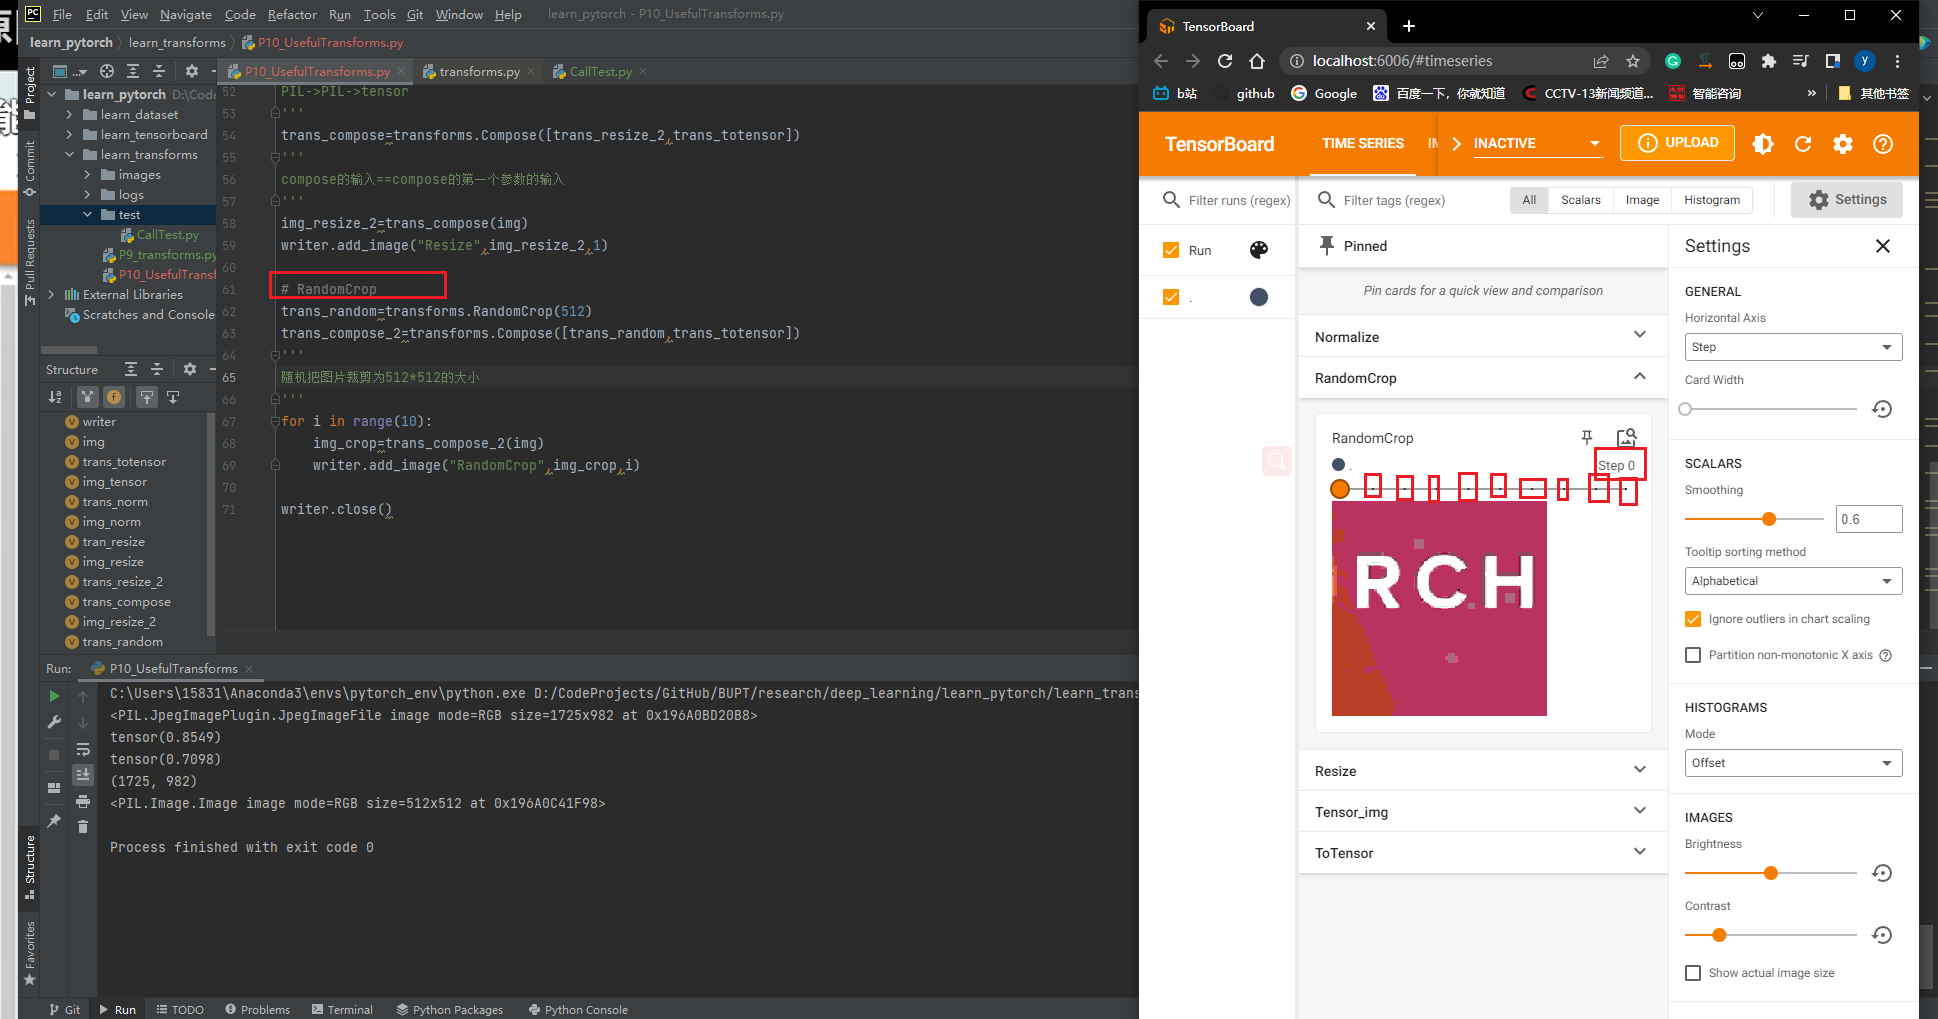 File Edit View Navigate Code Refactor Run Tools Git Window Help learn_pytorch - P10_UsefulTransforms.py
learn_pytorch learn_transforms P10_UsefulTransforms.py
P10_UsefulTransforms.py transforms.py CallTest.py
Project
Commit
Pull Requests
Structure
Favorites
learn_pytorch D:\Code
learn_dataset
learn_tensorboard
learn_transforms
images
logs
test
CallTest.py
P9_transforms.py
P10_UsefulTransf
External Libraries
Scratches and Console
Structure
writer
img
trans_totensor
img_tensor
trans_norm
img_norm
tran_resize
img_resize
trans_resize_2
trans_compose
img_resize_2
trans_random
52 PIL->PIL->tensor
53 '''
54 trans_compose=transforms.Compose([trans_resize_2,trans_totensor])
55 '''
56 compose的输入==compose的第一个参数的输入
57 '''
58 img_resize_2=trans_compose(img)
59 writer.add_image("Resize",img_resize_2,1)
60
61 # RandomCrop
62 trans_random=transforms.RandomCrop(512)
63 trans_compose_2=transforms.Compose([trans_random,trans_totensor])
64 '''
65 随机把图片裁剪为512*512的大小
66 '''
67 for i in range(10):
68 img_crop=trans_compose_2(img)
69 writer.add_image("RandomCrop",img_crop,i)
70
71 writer.close()
Run: P10_UsefulTransforms
C:\Users\15831\Anaconda3\envs\pytorch_env\python.exe D:/CodeProjects/GitHub/BUPT/research/deep_learning/learn_pytorch/learn_trans
<PIL.JpegImagePlugin.JpegImageFile image mode=RGB size=1725x982 at 0x196A0BD20B8>
tensor(0.8549)
tensor(0.7098)
(1725, 982)
<PIL.Image.Image image mode=RGB size=512x512 at 0x196A0C41F98>
Process finished with exit code 0
Git Run TODO Problems Terminal Python Packages Python Console
TensorBoard
localhost:6006/#timeseries
b站 github Google 百度一下，你就知道 CCTV-13新闻频道... 智能咨询 » 其他书签
TensorBoard TIME SERIES INACTIVE UPLOAD
Filter runs (regex) Filter tags (regex) All Scalars Image Histogram Settings
Run
.
Pinned
Pin cards for a quick view and comparison
Normalize
RandomCrop
RandomCrop
.
Step 0
RCH
Resize
Tensor_img
ToTensor
Settings
GENERAL
Horizontal Axis
Step
Card Width
SCALARS
Smoothing
0.6
Tooltip sorting method
Alphabetical
Ignore outliers in chart scaling
Partition non-monotonic X axis
HISTOGRAMS
Mode
Offset
IMAGES
Brightness
Contrast
Show actual image size